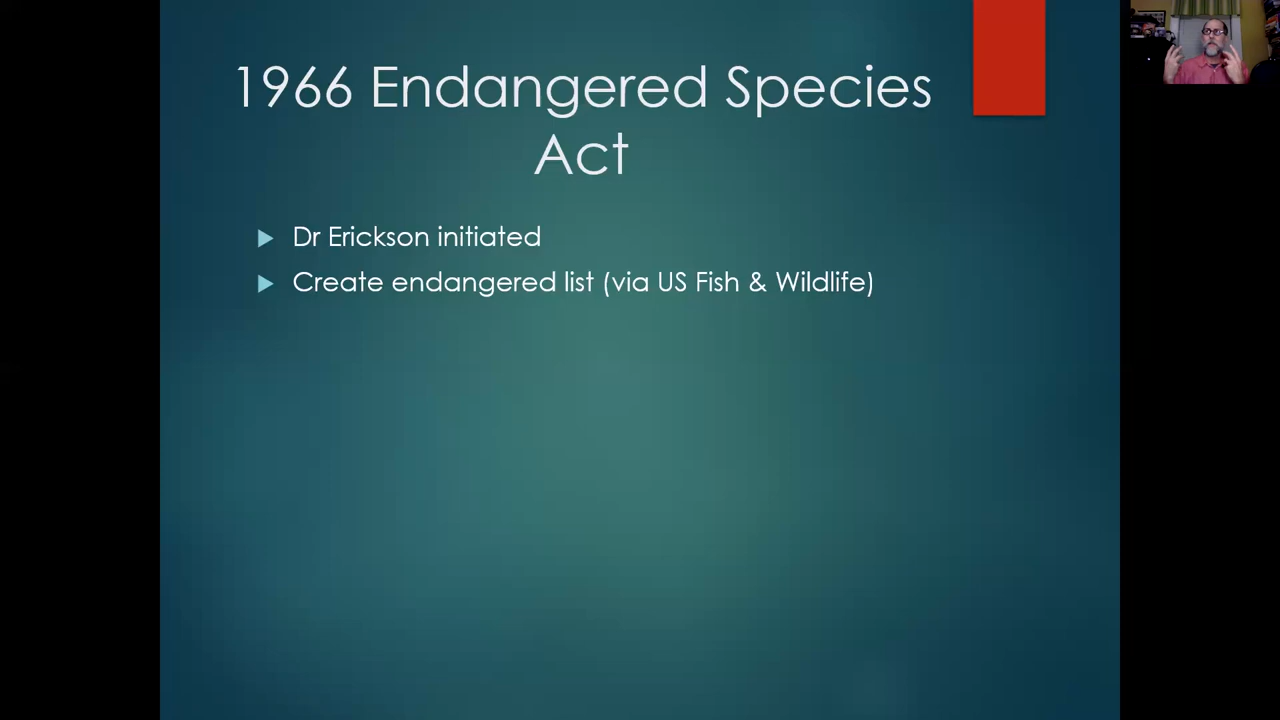 1966 Endangered Species
Act
Dr Erickson initiated
Create endangered list (via US Fish & Wildlife)